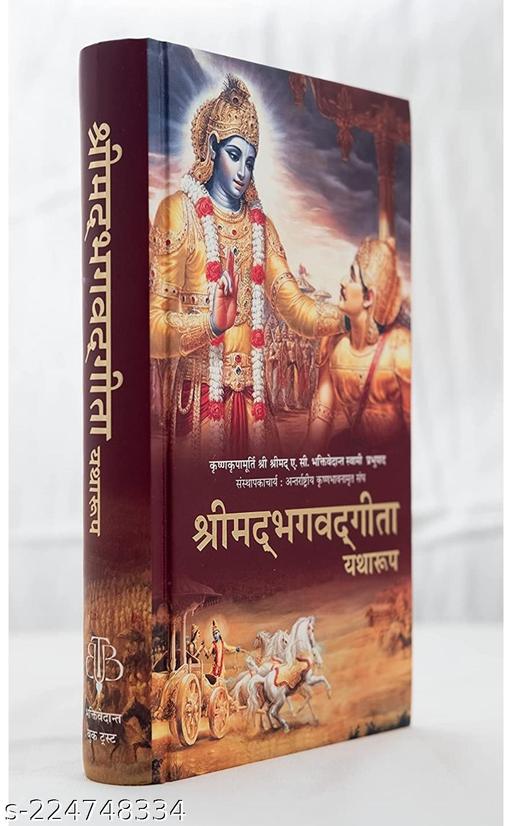 श्रीमद्भगवद्गीता यथारूप
BBT
भक्तिवेदान्त
बुक ट्रस्ट
कृष्णकृपामूर्ति श्री श्रीमद् ए. सी. भक्तिवेदान्त स्वामी प्रभुपाद
संस्थापकाचार्य : अन्तर्राष्ट्रीय कृष्णभावनामृत संघ
श्रीमद्भगवद्गीता
यथारूप
s-224748334